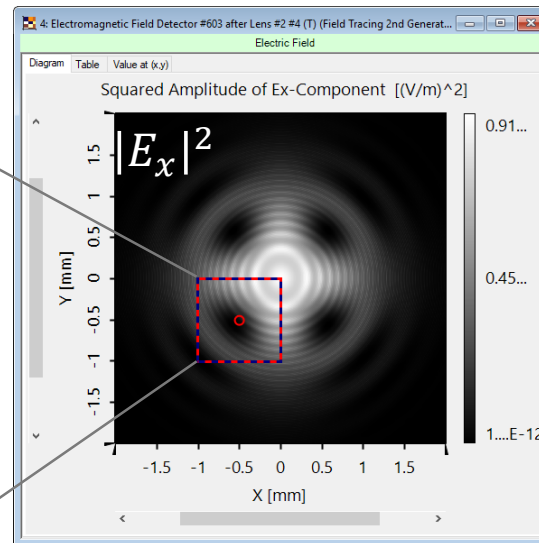 4: Electromagnetic Field Detector #603 after Lens #2 #4 (T) (Field Tracing 2nd Generat...
Electric Field
Diagram Table Value at (x,y)
Squared Amplitude of Ex-Component [(V/m)^2]
|E_x|^2
0.91...
0.45...
1....E-12
Y [mm]
1.5
1
0.5
0
-0.5
-1
-1.5
-1.5 -1 -0.5 0 0.5 1 1.5
X [mm]